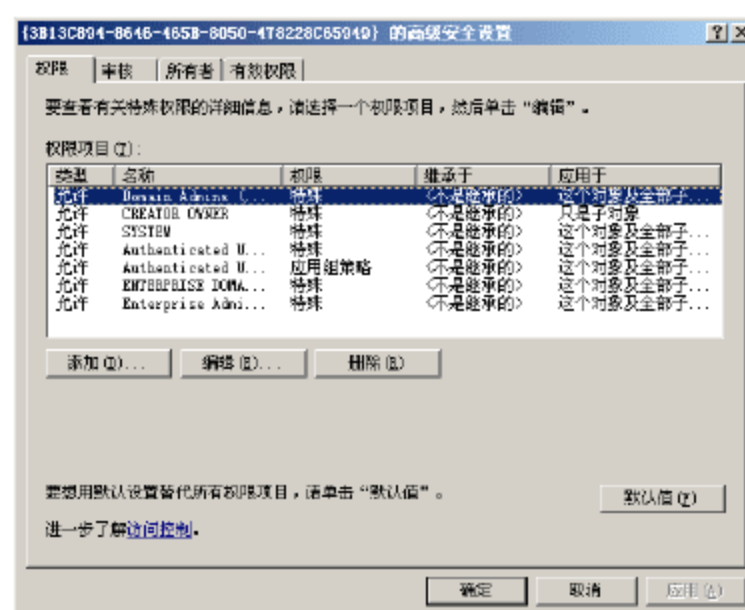 {3B13C894-8646-465B-8050-478228C65949} 的高级安全设置
权限 审核 所有者 有效权限
要查看有关特殊权限的详细信息，请选择一个权限项目，然后单击“编辑”。
权限项目(T):
类型 名称 权限 继承于 应用于
允许 Domain Admins (... 特殊 <不是继承的> 这个对象及全部子...
允许 CREATOR OWNER 特殊 <不是继承的> 只是子对象
允许 SYSTEM 特殊 <不是继承的> 这个对象及全部子...
允许 Authenticated U... 特殊 <不是继承的> 这个对象及全部子...
允许 Authenticated U... 应用组策略 <不是继承的> 这个对象及全部子...
允许 ENTERPRISE DOMA... 特殊 <不是继承的> 这个对象及全部子...
允许 Enterprise Admi... 特殊 <不是继承的> 这个对象及全部子...
添加(D)... 编辑(E)... 删除(R)
要想用默认设置替代所有权限项目，请单击“默认值”。
默认值(F)
进一步了解访问控制。
确定 取消 应用(A)